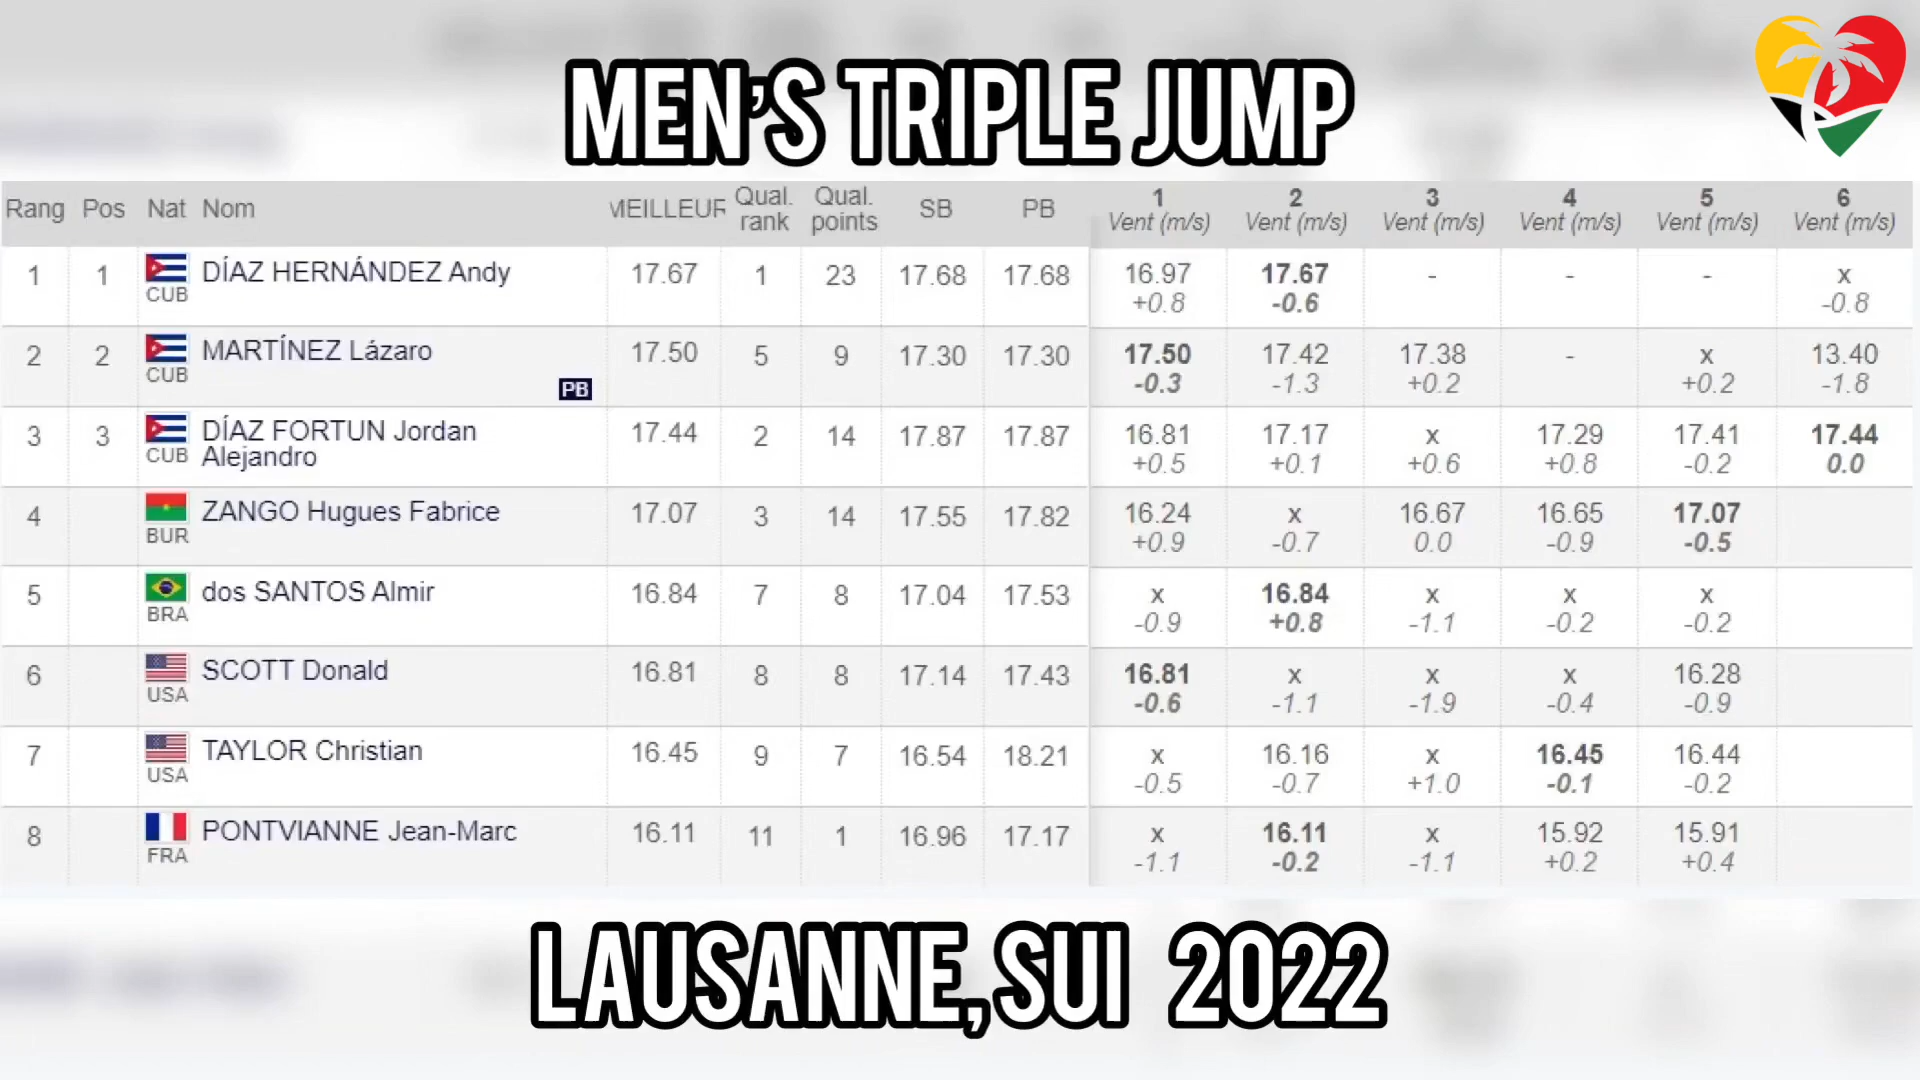 MEN'S TRIPLE JUMP
Rang Pos Nat Nom MEILLEUR Qual. rank Qual. points SB PB 1 Vent (m/s) 2 Vent (m/s) 3 Vent (m/s) 4 Vent (m/s) 5 Vent (m/s) 6 Vent (m/s)
1 1 CUB DÍAZ HERNÁNDEZ Andy 17.67 1 23 17.68 17.68 16.97 17.67 - - - x
+0.8 -0.6 -0.8
2 2 CUB MARTÍNEZ Lázaro PB 17.50 5 9 17.30 17.30 17.50 17.42 17.38 - x 13.40
-0.3 -1.3 +0.2 +0.2 -1.8
3 3 CUB DÍAZ FORTUN Jordan Alejandro 17.44 2 14 17.87 17.87 16.81 17.17 x 17.29 17.41 17.44
+0.5 +0.1 +0.6 +0.8 -0.2 0.0
4 BUR ZANGO Hugues Fabrice 17.07 3 14 17.55 17.82 16.24 x 16.67 16.65 17.07
+0.9 -0.7 0.0 -0.9 -0.5
5 BRA dos SANTOS Almir 16.84 7 8 17.04 17.53 x 16.84 x x x
-0.9 +0.8 -1.1 -0.2 -0.2
6 USA SCOTT Donald 16.81 8 8 17.14 17.43 16.81 x x x 16.28
-0.6 -1.1 -1.9 -0.4 -0.9
7 USA TAYLOR Christian 16.45 9 7 16.54 18.21 x 16.16 x 16.45 16.44
-0.5 -0.7 +1.0 -0.1 -0.2
8 FRA PONTVIANNE Jean-Marc 16.11 11 1 16.96 17.17 x 16.11 x 15.92 15.91
-1.1 -0.2 -1.1 +0.2 +0.4
LAUSANNE, SUI 2022